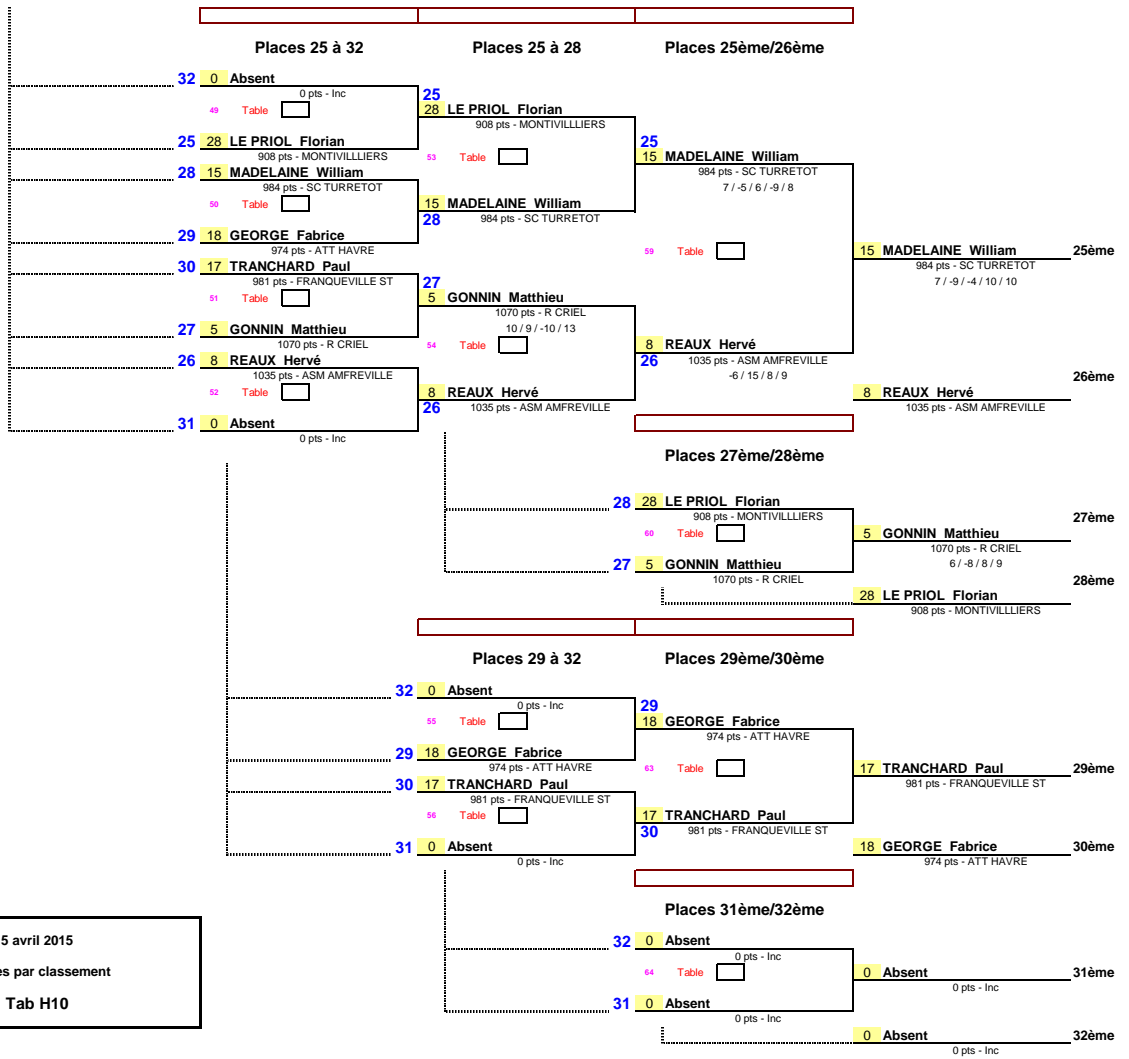 Places 25 à 32
Places 25 à 28
Places 25ème/26ème
32 0 Absent
0 pts - Inc
49 Table
25 28 LE PRIOL Florian
908 pts - MONTIVILLLIERS
28 15 MADELAINE William
984 pts - SC TURRETOT
50 Table
29 18 GEORGE Fabrice
974 pts - ATT HAVRE
30 17 TRANCHARD Paul
981 pts - FRANQUEVILLE ST
51 Table
27 5 GONNIN Matthieu
1070 pts - R CRIEL
26 8 REAUX Hervé
1035 pts - ASM AMFREVILLE
52 Table
31 0 Absent
0 pts - Inc
25
28 LE PRIOL Florian
908 pts - MONTIVILLLIERS
53 Table
15 MADELAINE William
28 984 pts - SC TURRETOT
27
5 GONNIN Matthieu
1070 pts - R CRIEL
10 / 9 / -10 / 13
54 Table
8 REAUX Hervé
26 1035 pts - ASM AMFREVILLE
25
15 MADELAINE William
984 pts - SC TURRETOT
7 / -5 / 6 / -9 / 8
59 Table
8 REAUX Hervé
26 1035 pts - ASM AMFREVILLE
-6 / 15 / 8 / 9
15 MADELAINE William 25ème
984 pts - SC TURRETOT
7 / -9 / -4 / 10 / 10
26ème
8 REAUX Hervé
1035 pts - ASM AMFREVILLE
Places 27ème/28ème
28 28 LE PRIOL Florian
908 pts - MONTIVILLLIERS
60 Table
27 5 GONNIN Matthieu
1070 pts - R CRIEL
27ème
5 GONNIN Matthieu
1070 pts - R CRIEL
6 / -8 / 8 / 9
28ème
28 LE PRIOL Florian
908 pts - MONTIVILLLIERS
Places 29 à 32
Places 29ème/30ème
32 0 Absent
0 pts - Inc
55 Table
29 18 GEORGE Fabrice
974 pts - ATT HAVRE
30 17 TRANCHARD Paul
981 pts - FRANQUEVILLE ST
56 Table
31 0 Absent
0 pts - Inc
29
18 GEORGE Fabrice
974 pts - ATT HAVRE
63 Table
17 TRANCHARD Paul
30 981 pts - FRANQUEVILLE ST
17 TRANCHARD Paul 29ème
981 pts - FRANQUEVILLE ST
18 GEORGE Fabrice 30ème
974 pts - ATT HAVRE
Places 31ème/32ème
32 0 Absent
0 pts - Inc
64 Table
31 0 Absent
0 pts - Inc
0 Absent 31ème
0 pts - Inc
0 Absent 32ème
0 pts - Inc
5 avril 2015
es par classement
Tab H10